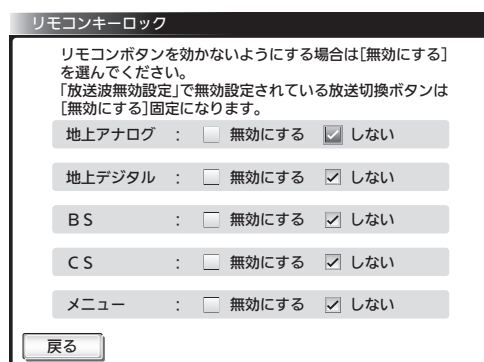 リモコンキーロック
リモコンボタンを効かないようにする場合は[無効にする]
を選んでください。
「放送波無効設定」で無効設定されている放送切換ボタンは
[無効にする]固定になります。
地上アナログ : 無効にする しない
地上デジタル : 無効にする しない
BS : 無効にする しない
CS : 無効にする しない
メニュー : 無効にする しない
戻る